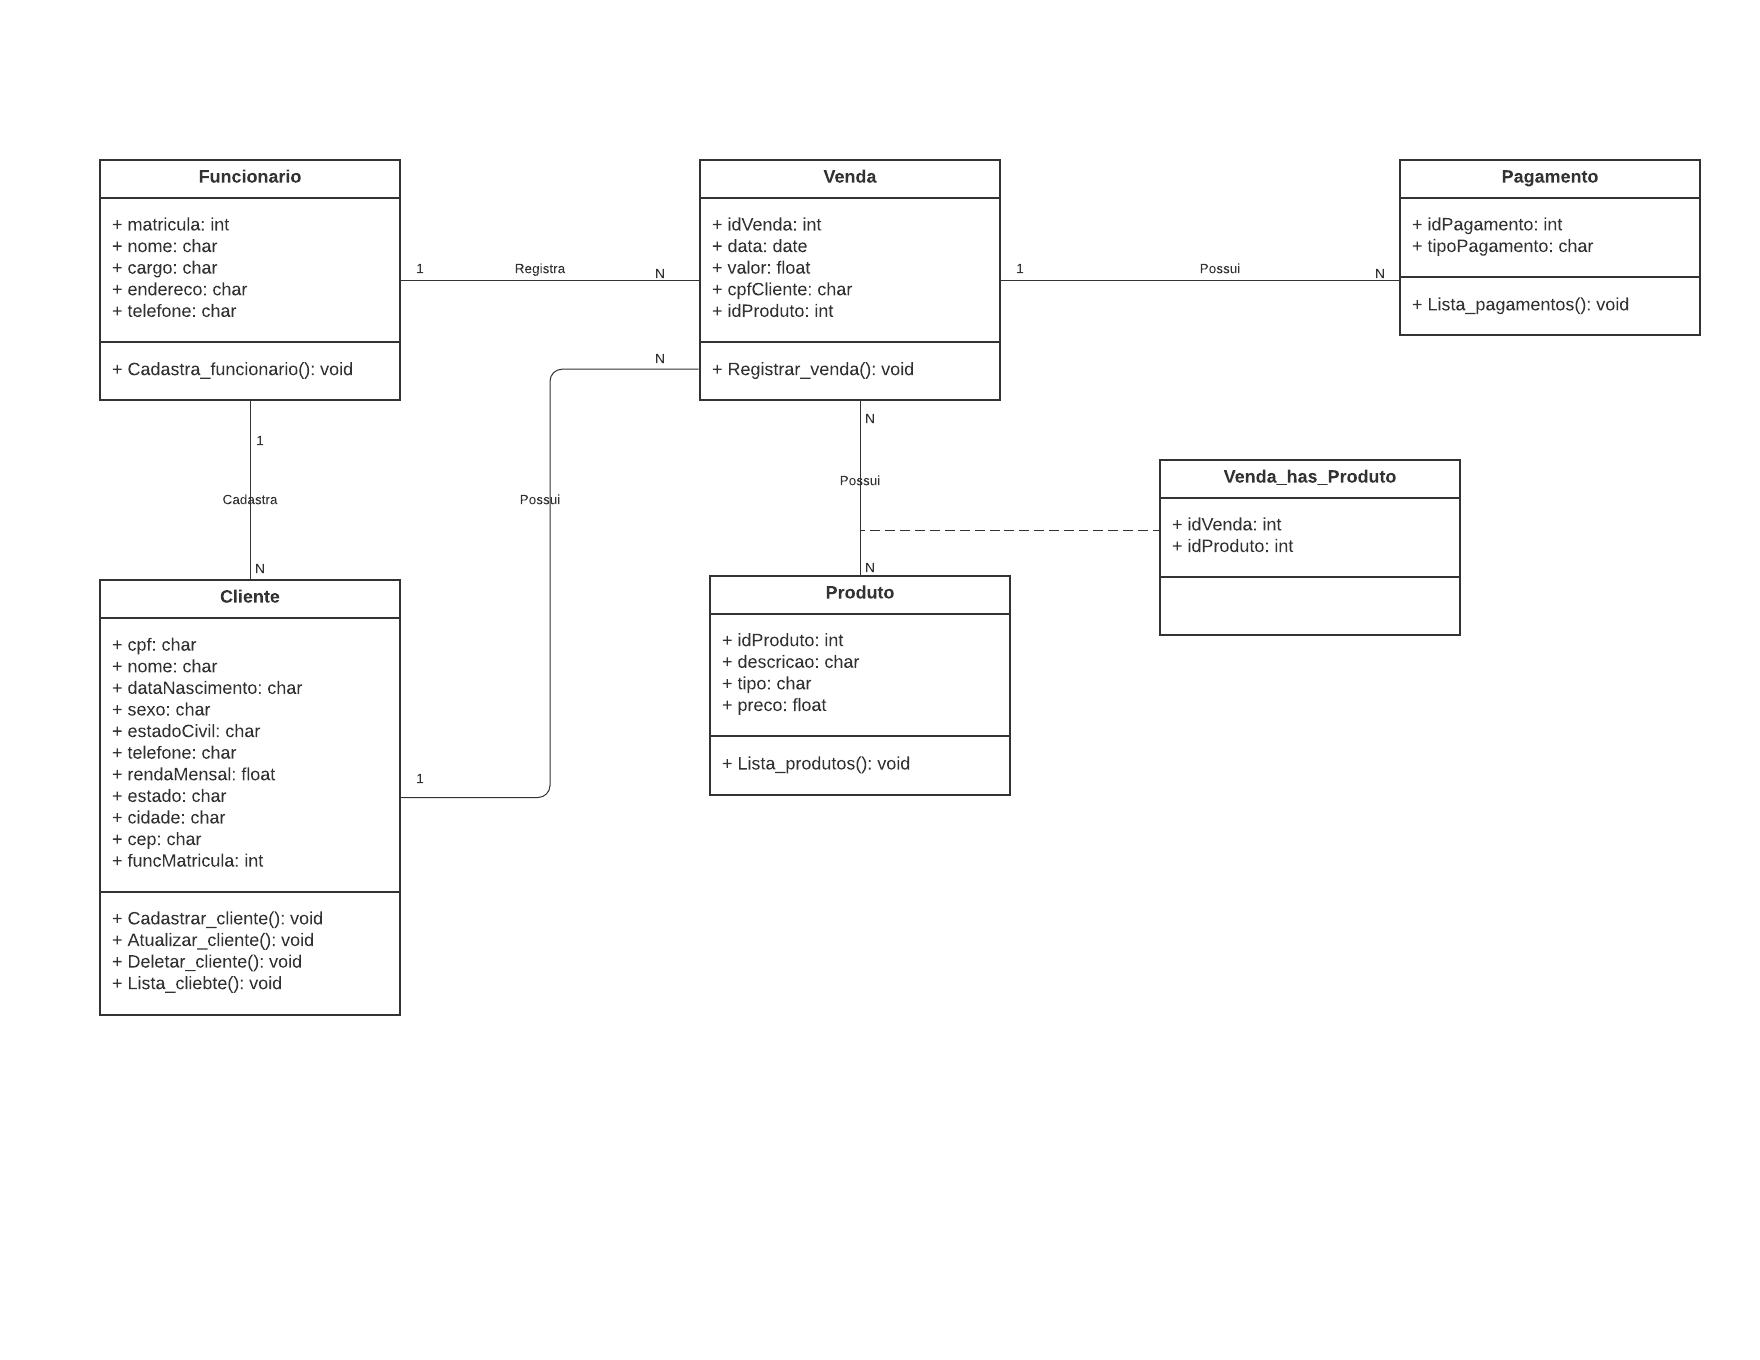 Funcionario
+ matricula: int
+ nome: char
+ cargo: char
+ endereco: char
+ telefone: char
+ Cadastra_funcionario(): void
1
Registra
N
Venda
+ idVenda: int
+ data: date
+ valor: float
+ cpfCliente: char
+ idProduto: int
+ Registrar_venda(): void
1
Possui
N
Pagamento
+ idPagamento: int
+ tipoPagamento: char
+ Lista_pagamentos(): void
1
Cadastra
N
N
Possui
1
N
Possui
N
Venda_has_Produto
+ idVenda: int
+ idProduto: int
Cliente
+ cpf: char
+ nome: char
+ dataNascimento: char
+ sexo: char
+ estadoCivil: char
+ telefone: char
+ rendaMensal: float
+ estado: char
+ cidade: char
+ cep: char
+ funcMatricula: int
+ Cadastrar_cliente(): void
+ Atualizar_cliente(): void
+ Deletar_cliente(): void
+ Lista_cliebte(): void
Produto
+ idProduto: int
+ descricao: char
+ tipo: char
+ preco: float
+ Lista_produtos(): void